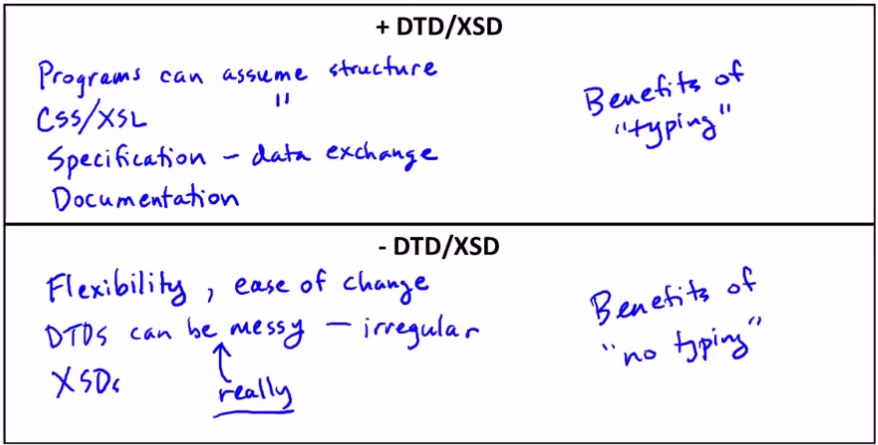 + DTD/XSD
Programs can assume structure
CSS/XSL "
Specification - data exchange
Documentation
Benefits of
"typing"
- DTD/XSD
Flexibility, ease of change
DTDs can be messy - irregular
XSDs
really
Benefits of
"no typing"